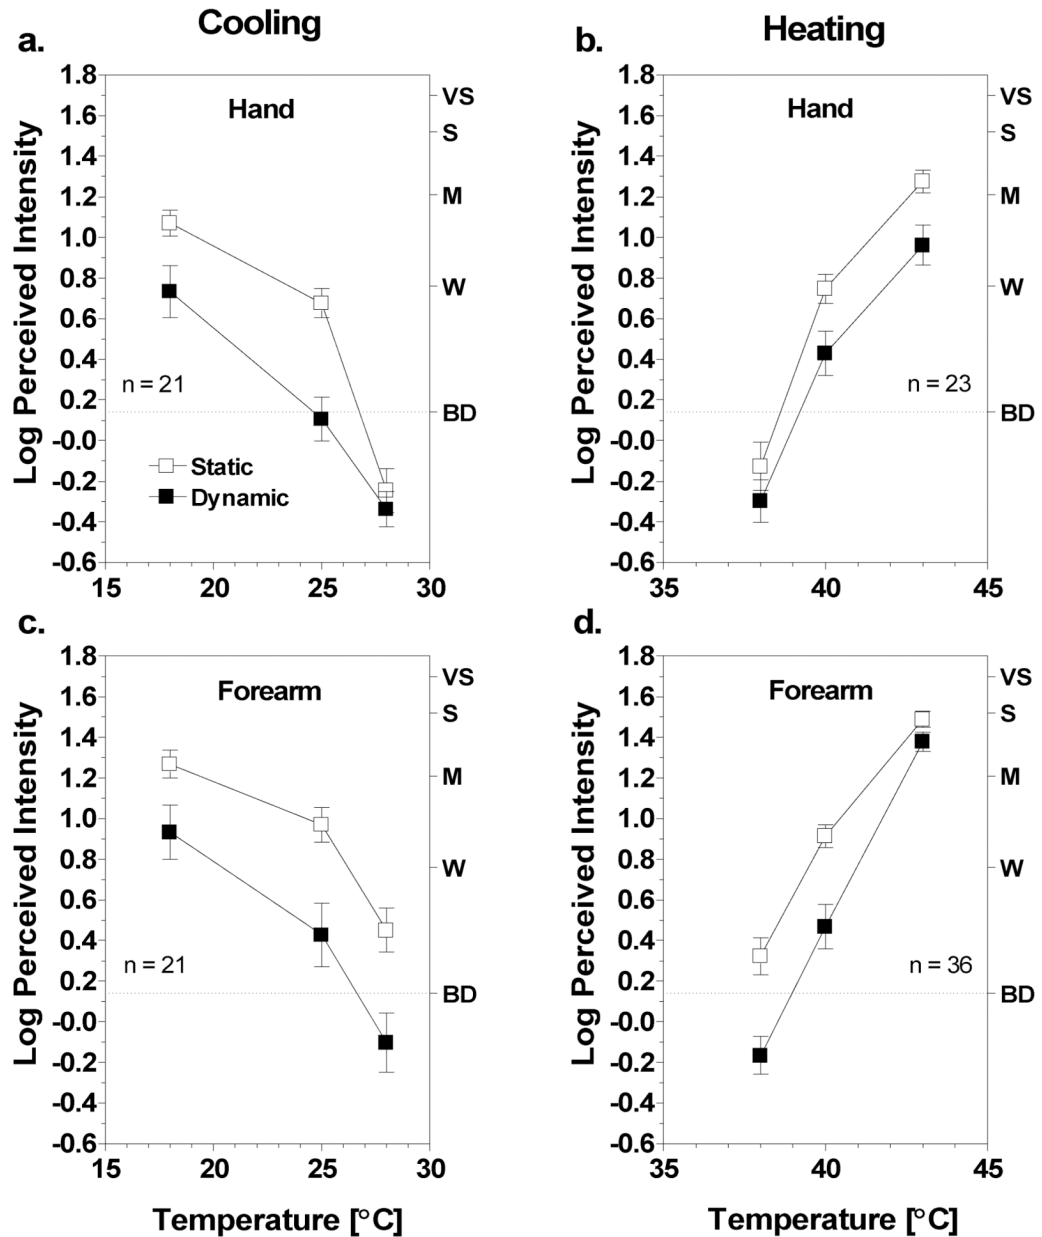 Cooling
Heating
a.
b.
Log Perceived Intensity
1.8
1.6
1.4
1.2
1.0
0.8
0.6
0.4
0.2
-0.0
-0.2
-0.4
-0.6
Hand
n = 21
Static
Dynamic
VS
S
M
W
BD
15
20
25
30
Log Perceived Intensity
1.8
1.6
1.4
1.2
1.0
0.8
0.6
0.4
0.2
-0.0
-0.2
-0.4
-0.6
Hand
n = 23
VS
S
M
W
BD
35
40
45
c.
d.
Log Perceived Intensity
1.8
1.6
1.4
1.2
1.0
0.8
0.6
0.4
0.2
-0.0
-0.2
-0.4
-0.6
Forearm
n = 21
VS
S
M
W
BD
15
20
25
30
Temperature [°C]
Log Perceived Intensity
1.8
1.6
1.4
1.2
1.0
0.8
0.6
0.4
0.2
-0.0
-0.2
-0.4
-0.6
Forearm
n = 36
VS
S
M
W
BD
35
40
45
Temperature [°C]